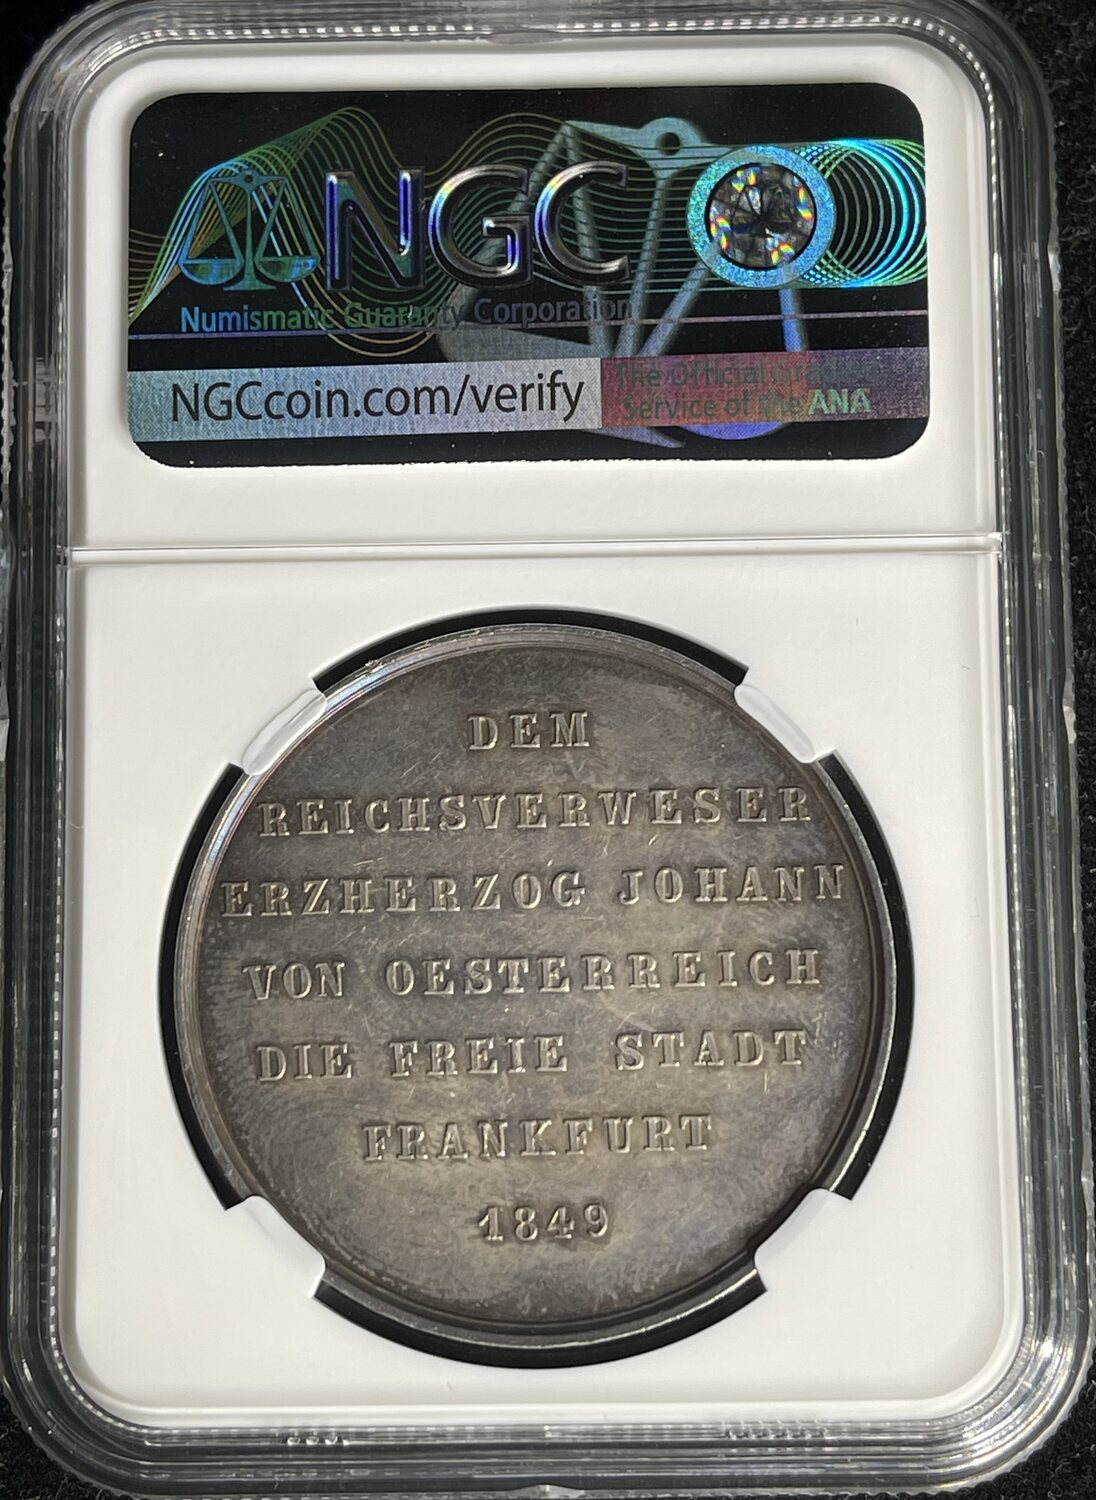 NGC
Numismatic Guaranty Corporation
NGCcoin.com/verify
The Official Grading
Service of the ANA
DEM
REICHSVERWESER
ERZHERZOG JOHANN
VON OESTERREICH
DIE FREIE STADT
FRANKFURT
1849